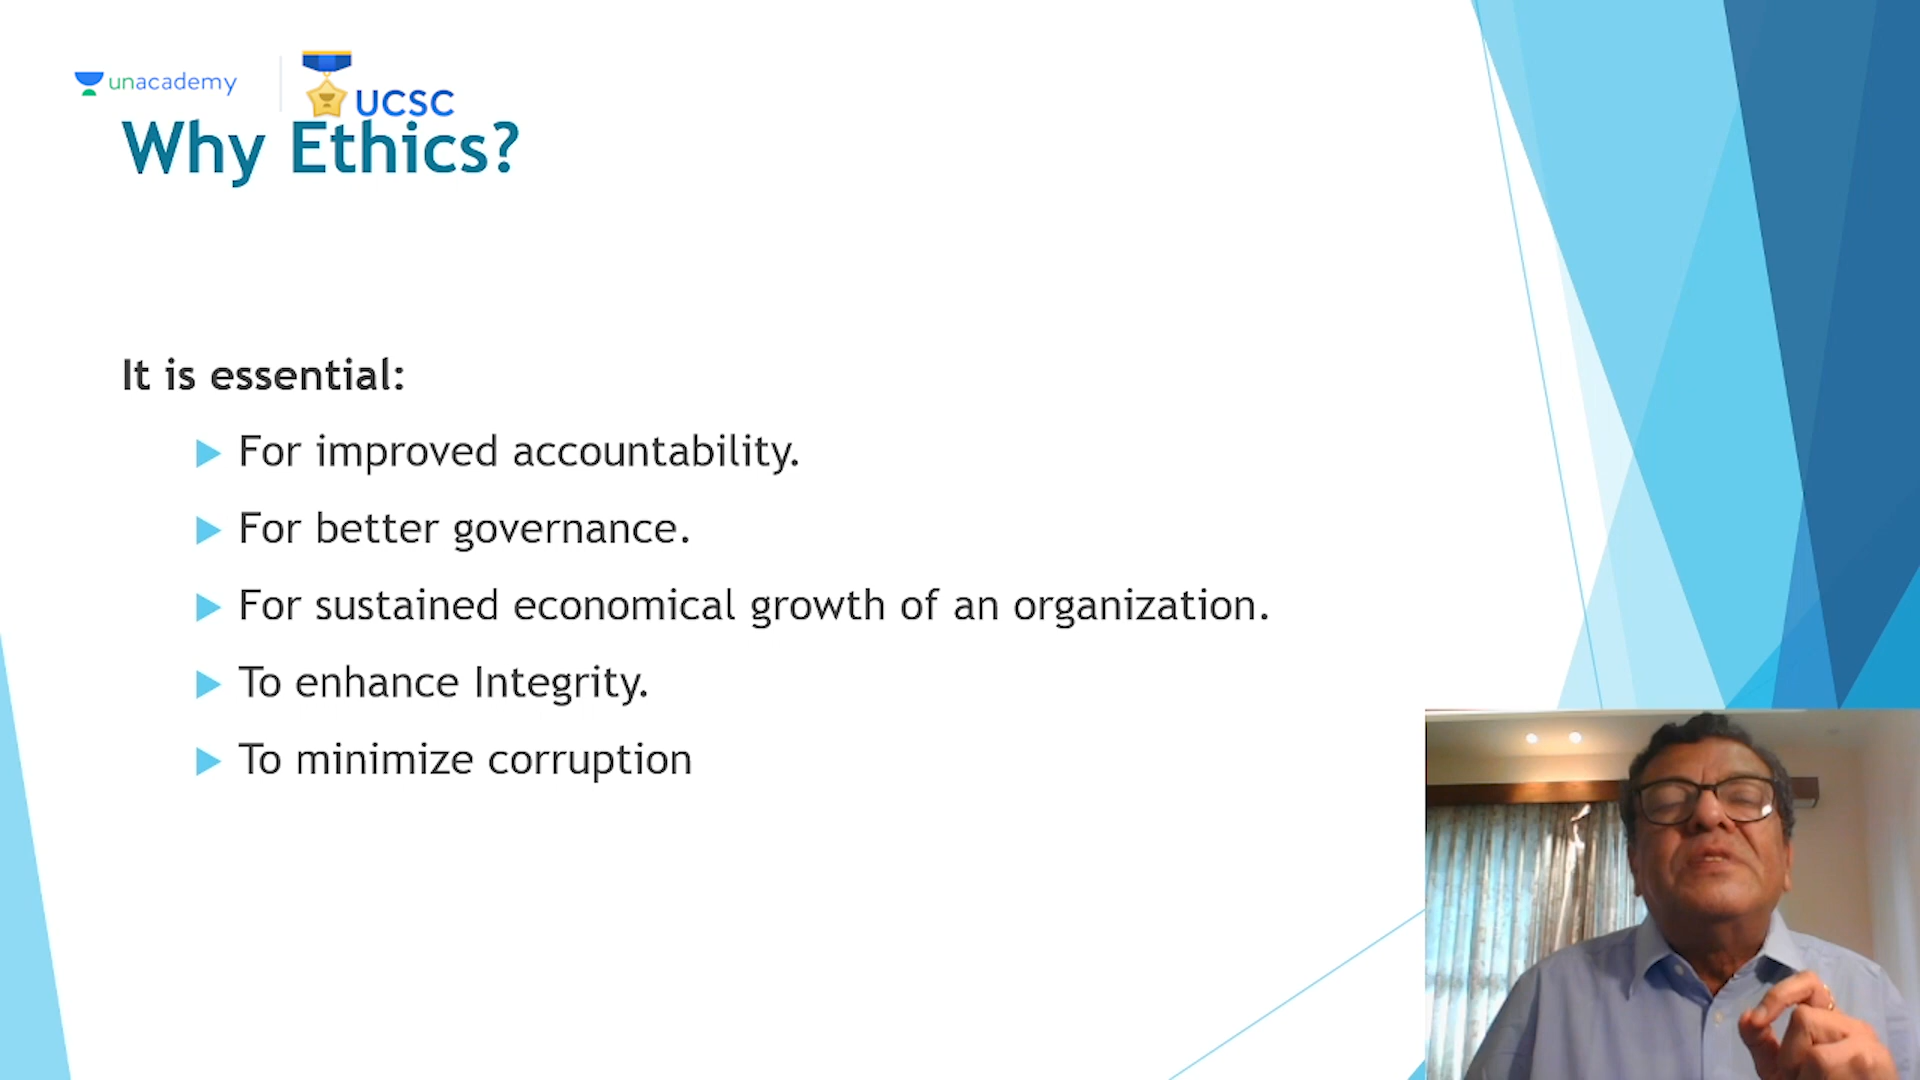 unacademy
UCSC
Why Ethics?
It is essential:
For improved accountability.
For better governance.
For sustained economical growth of an organization.
To enhance Integrity.
To minimize corruption